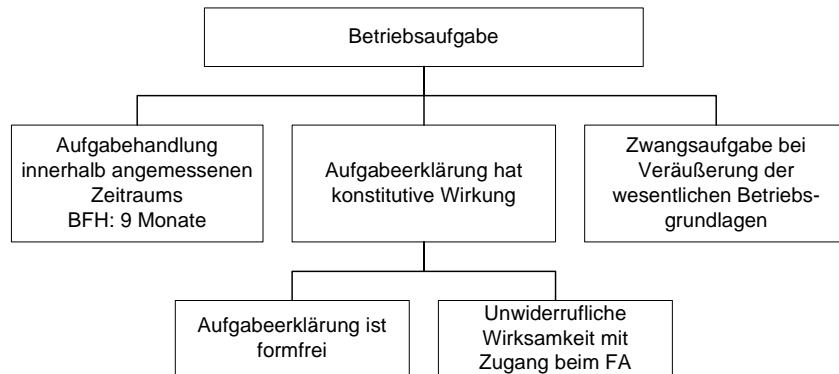 Betriebsaufgabe
Aufgabehandlung
innerhalb angemessenen
Zeitraums
BFH: 9 Monate
Aufgabeerklärung hat
konstitutive Wirkung
Zwangsaufgabe bei
Veräußerung der
wesentlichen Betriebs-
grundlagen
Aufgabeerklärung ist
formfrei
Unwiderrufliche
Wirksamkeit mit
Zugang beim FA